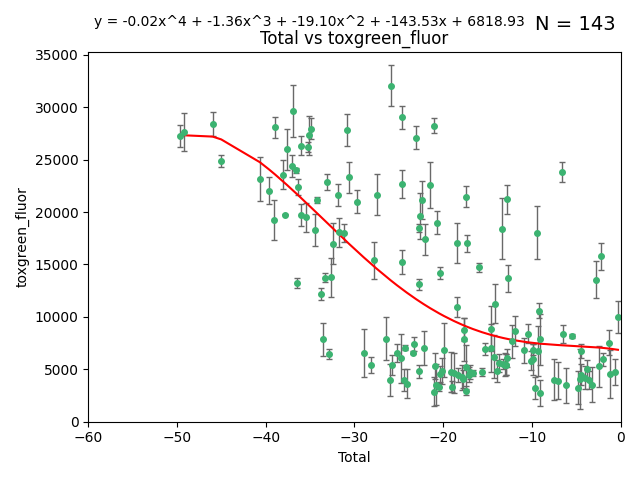 y = -0.02x^4 + -1.36x^3 + -19.10x^2 + -143.53x + 6818.93 N = 143
Total vs toxgreen_fluor
35000
30000
25000
20000
15000
10000
5000
0
toxgreen_fluor
−60 −50 −40 −30 −20 −10 0
Total